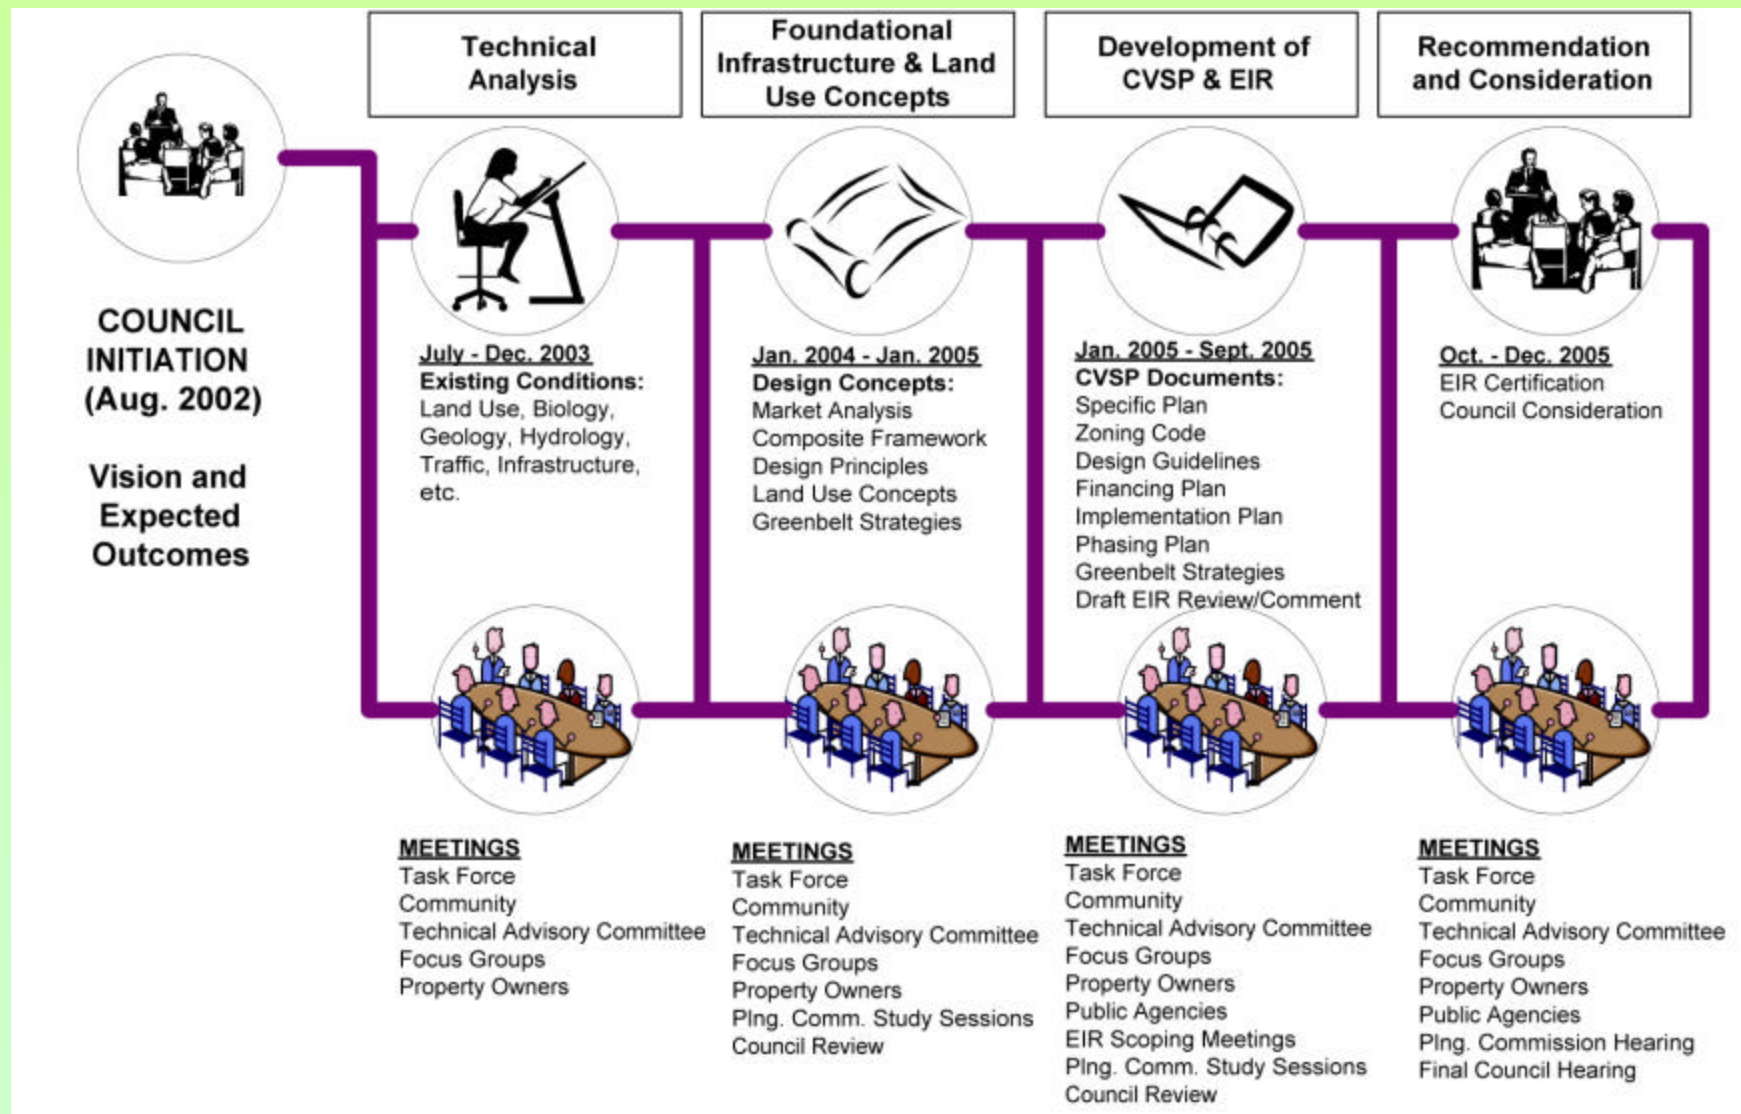 Technical
Analysis
Foundational
Infrastructure & Land
Use Concepts
Development of
CVSP & EIR
Recommendation
and Consideration
COUNCIL
INITIATION
(Aug. 2002)
Vision and
Expected
Outcomes
July - Dec. 2003
Existing Conditions:
Land Use, Biology,
Geology, Hydrology,
Traffic, Infrastructure,
etc.
Jan. 2004 - Jan. 2005
Design Concepts:
Market Analysis
Composite Framework
Design Principles
Land Use Concepts
Greenbelt Strategies
Jan. 2005 - Sept. 2005
CVSP Documents:
Specific Plan
Zoning Code
Design Guidelines
Financing Plan
Implementation Plan
Phasing Plan
Greenbelt Strategies
Draft EIR Review/Comment
Oct. - Dec. 2005
EIR Certification
Council Consideration
MEETINGS
Task Force
Community
Technical Advisory Committee
Focus Groups
Property Owners
MEETINGS
Task Force
Community
Technical Advisory Committee
Focus Groups
Property Owners
Plng. Comm. Study Sessions
Council Review
MEETINGS
Task Force
Community
Technical Advisory Committee
Focus Groups
Property Owners
Public Agencies
EIR Scoping Meetings
Plng. Comm. Study Sessions
Council Review
MEETINGS
Task Force
Community
Technical Advisory Committee
Focus Groups
Property Owners
Public Agencies
Plng. Commission Hearing
Final Council Hearing